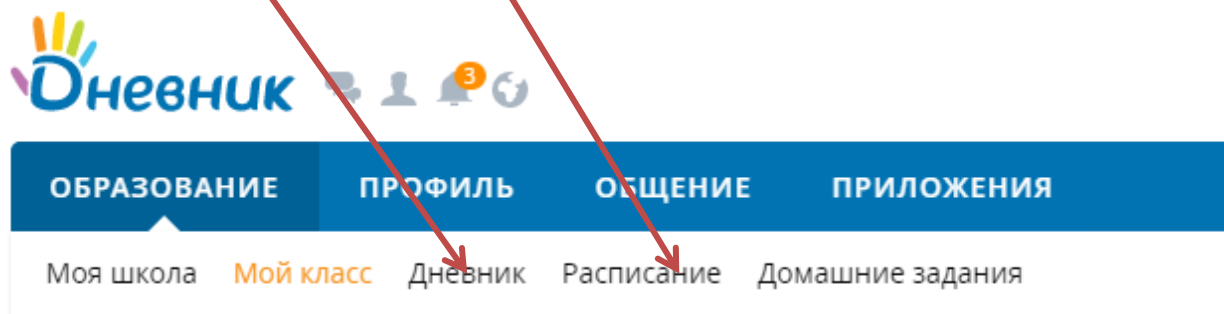 Дневник
3
ОБРАЗОВАНИЕ ПРОФИЛЬ ОБЩЕНИЕ ПРИЛОЖЕНИЯ
Моя школа Мой класс Дневник Расписание Домашние задания